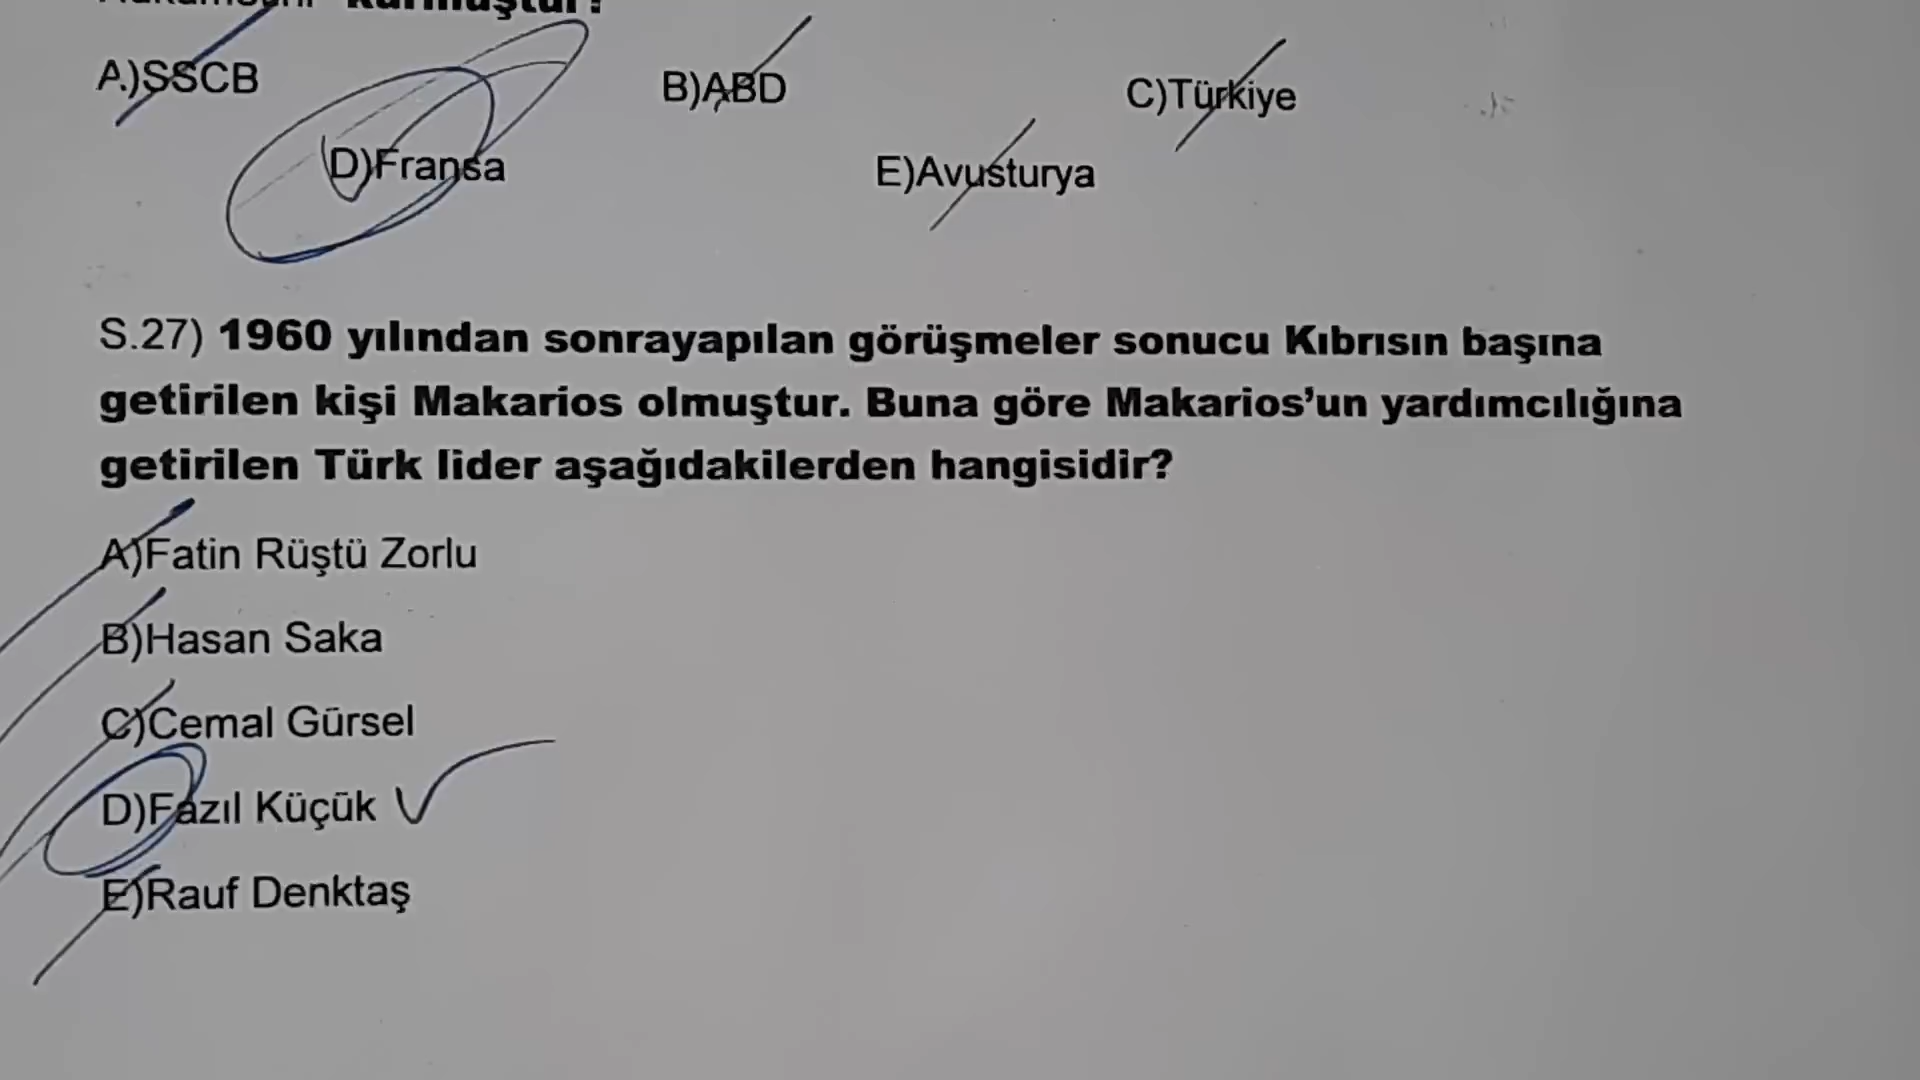 kurmuştur?
A)SSCB B)ABD C)Türkiye
D)Fransa E)Avusturya
S.27) 1960 yılından sonrayapılan görüşmeler sonucu Kıbrısın başına
getirilen kişi Makarios olmuştur. Buna göre Makarios'un yardımcılığına
getirilen Türk lider aşağıdakilerden hangisidir?
A)Fatin Rüştü Zorlu
B)Hasan Saka
C)Cemal Gürsel
D)Fazıl Küçük
E)Rauf Denktaş